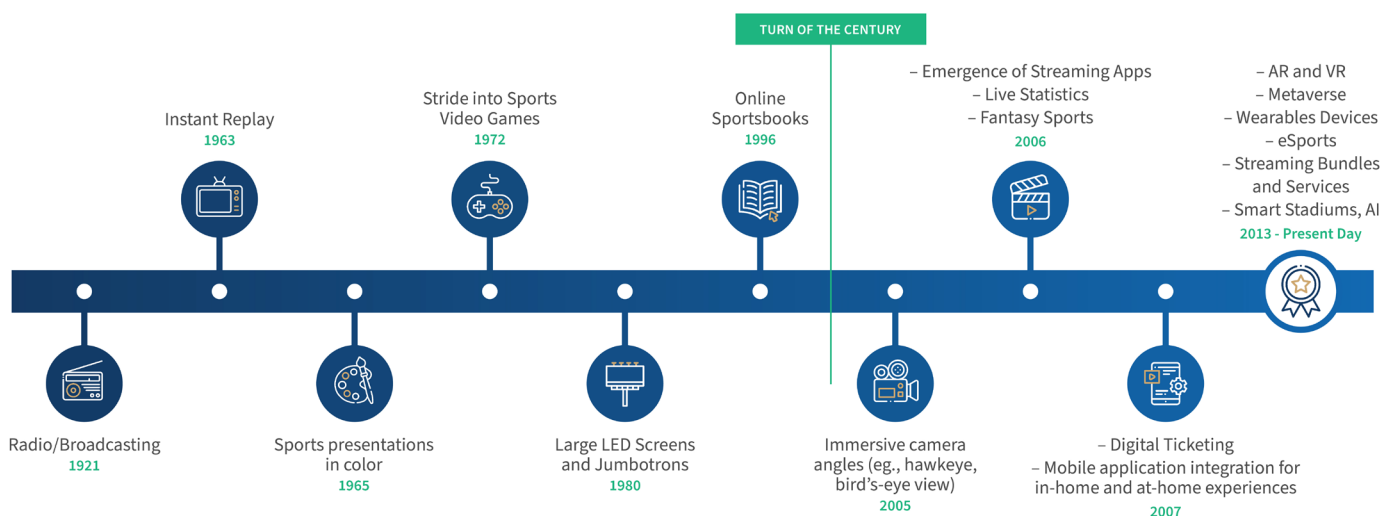 TURN OF THE CENTURY
Instant Replay
1963
Stride into Sports
Video Games
1972
Online
Sportsbooks
1996
– Emergence of Streaming Apps
– Live Statistics
– Fantasy Sports
2006
– AR and VR
– Metaverse
– Wearables Devices
– eSports
– Streaming Bundles
and Services
– Smart Stadiums, AI
2013 - Present Day
Radio/Broadcasting
1921
Sports presentations
in color
1965
Large LED Screens
and Jumbotrons
1980
Immersive camera
angles (eg., hawkeye,
bird’s-eye view)
2005
– Digital Ticketing
– Mobile application integration for
in-home and at-home experiences
2007